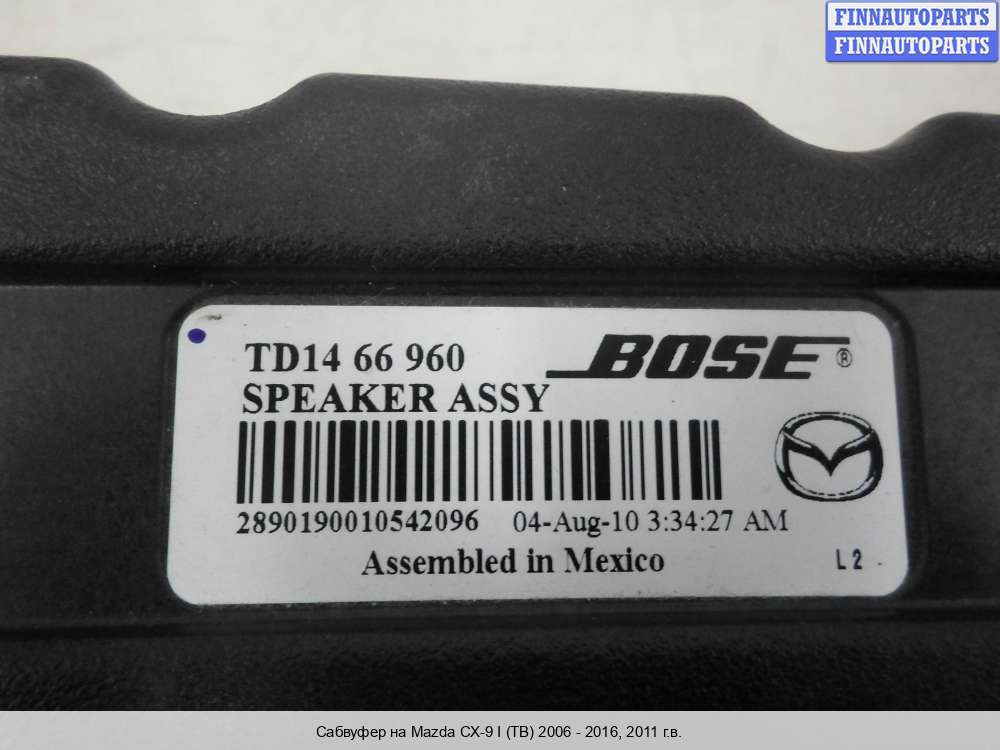 FINNAUTOPARTS
FINNAUTOPARTS
TD14 66 960
BOSE ®
SPEAKER ASSY
2890190010542096 04-Aug-10 3:34:27 AM
Assembled in Mexico
L 2
Сабвуфер на Mazda CX-9 I (TB) 2006 - 2016, 2011 г.в.